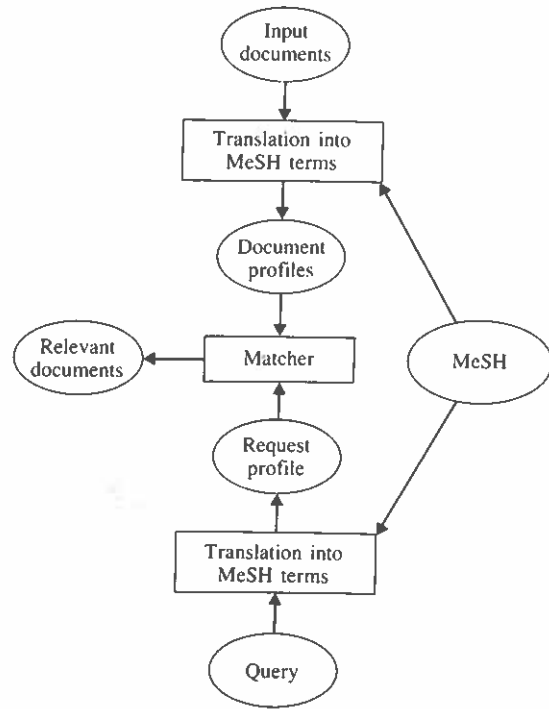 Input
documents
Translation into
MeSH terms
Document
profiles
Relevant
documents
Matcher
MeSH
Request
profile
Translation into
MeSH terms
Query